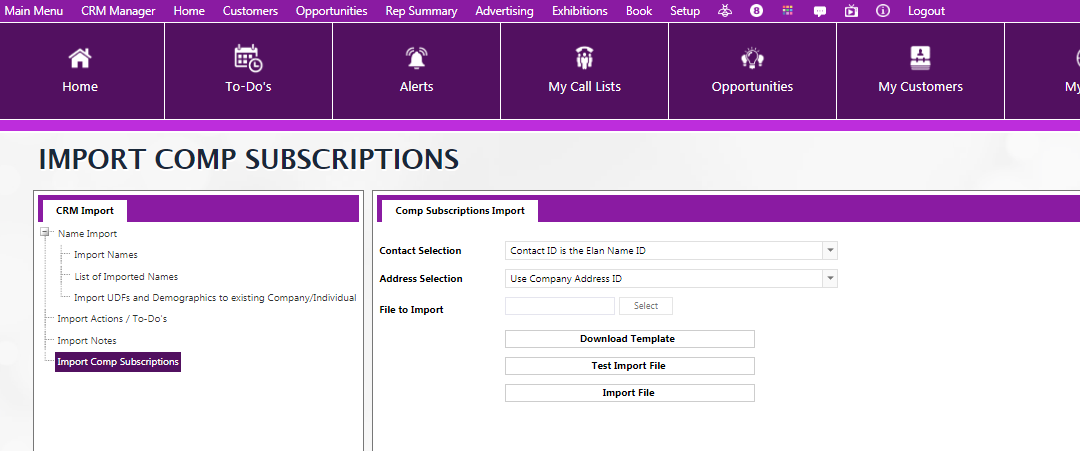 Main Menu CRM Manager Home Customers Opportunities Rep Summary Advertising Exhibitions Book Setup 8 Logout
Home To-Do's Alerts My Call Lists Opportunities My Customers My
IMPORT COMP SUBSCRIPTIONS
CRM Import
Name Import
Import Names
List of Imported Names
Import UDFs and Demographics to existing Company/Individual
Import Actions / To-Do's
Import Notes
Import Comp Subscriptions
Comp Subscriptions Import
Contact Selection Contact ID is the Elan Name ID
Address Selection Use Company Address ID
File to Import Select
Download Template
Test Import File
Import File